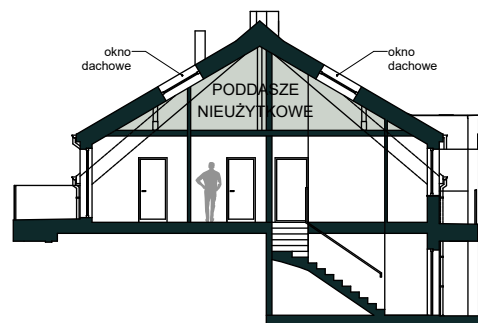 okno
dachowe
okno
dachowe
PODDASZE
NIEUŻYTKOWE